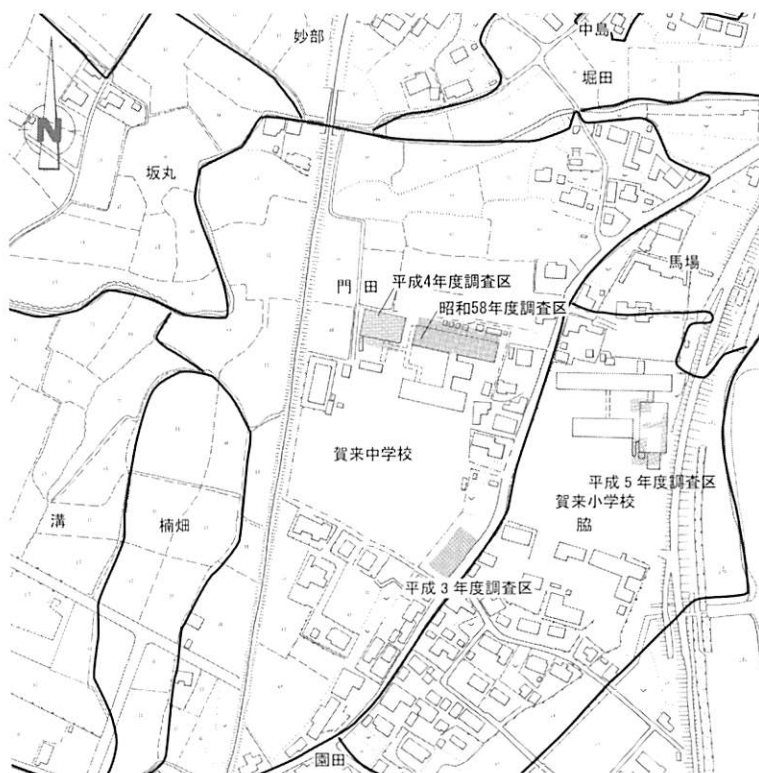 妙部
中島
堀田
N
坂丸
馬場
門田
平成4年度調査区
昭和58年度調査区
賀来中学校
平成5年度調査区
賀来小学校
脇
溝
楠畑
平成3年度調査区
園田